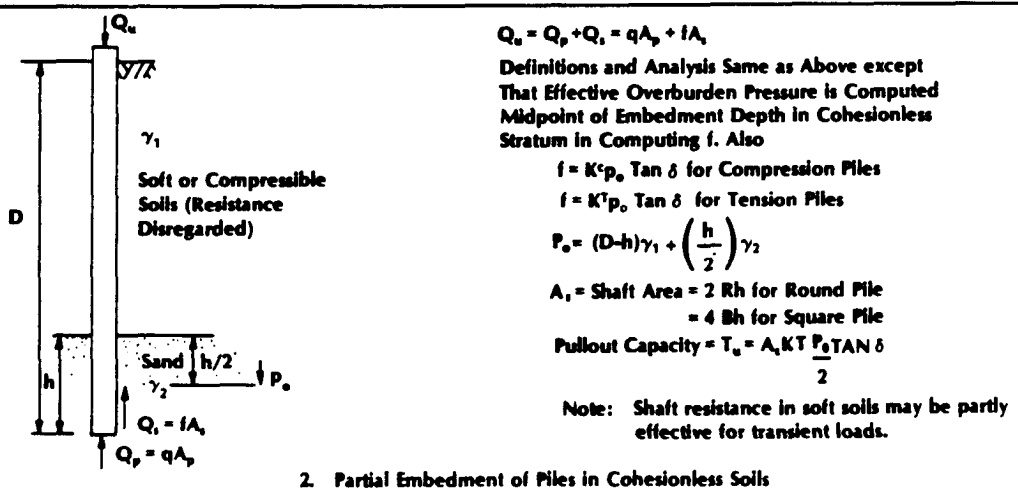 Qᵤ
Qᵤ = Qₚ+Qₛ = qAₚ + fAₛ
Definitions and Analysis Same as Above except
That Effective Overburden Pressure is Computed
Midpoint of Embedment Depth in Cohesionless
Stratum in Computing f. Also
γ₁
f = Kᶜpₒ Tan δ for Compression Piles
Soft or Compressible
Soils (Resistance
Disregarded)
D
f = Kᵀpₒ Tan δ for Tension Piles
Pₒ = (D-h)γ₁ + (h/2) γ₂
Aₛ = Shaft Area = 2 Rh for Round Pile
= 4 Bh for Square Pile
Pullout Capacity = Tᵤ = AₛKT P₀/2 TAN δ
h
Sand
h/2
γ₂
Pₒ
Qₛ = fAₛ
Qₚ = qAₚ
Note: Shaft resistance in soft soils may be partly
effective for transient loads.
2. Partial Embedment of Piles in Cohesionless Soils